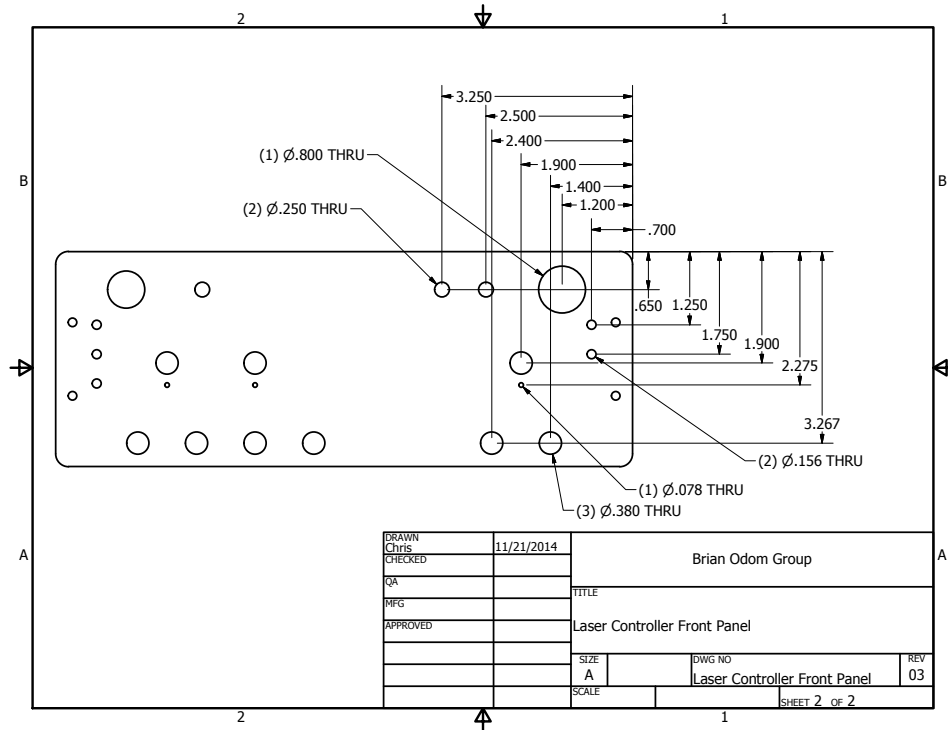 2
1
3.250
2.500
2.400
(1) Ø.800 THRU
1.900
B
B
1.400
(2) Ø.250 THRU
1.200
.700
.650
1.250
1.750
1.900
2.275
3.267
(2) Ø.156 THRU
(1) Ø.078 THRU
(3) Ø.380 THRU
A
A
DRAWN
Chris
11/21/2014
CHECKED
QA
MFG
APPROVED
Brian Odom Group
TITLE
Laser Controller Front Panel
SIZE
A
DWG NO
Laser Controller Front Panel
REV
03
SCALE
SHEET 2 OF 2
2
1